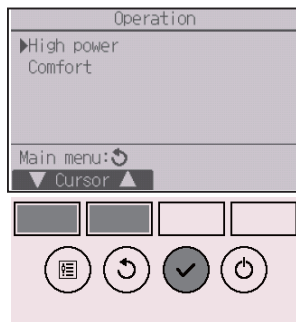 Operation
▶High power
Comfort
Main menu:↺
▼ Cursor ▲